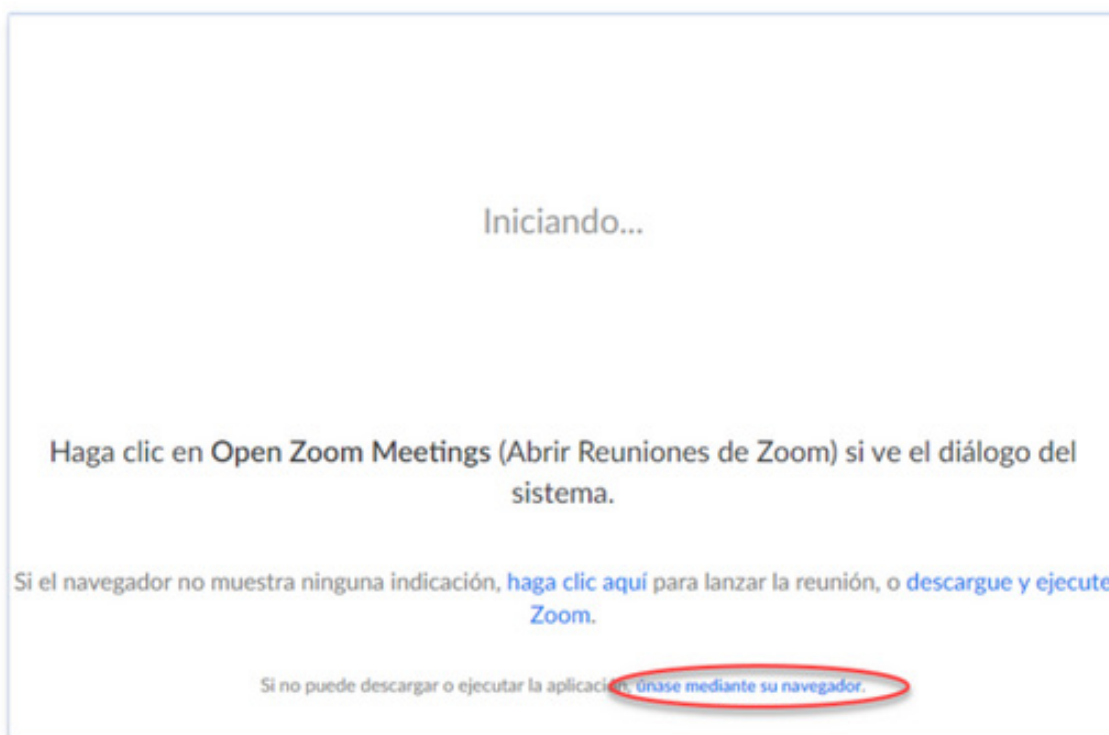 Iniciando...
Haga clic en Open Zoom Meetings (Abrir Reuniones de Zoom) si ve el diálogo del
sistema.
Si el navegador no muestra ninguna indicación, haga clic aquí para lanzar la reunión, o descargue y ejecute
Zoom.
Si no puede descargar o ejecutar la aplicación, únase mediante su navegador.